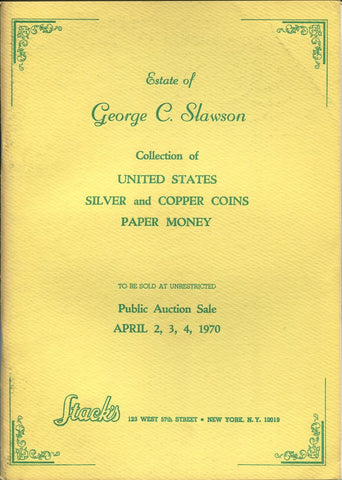 Estate of
George C. Slawson
Collection of
UNITED STATES
SILVER and COPPER COINS
PAPER MONEY
TO BE SOLD AT UNRESTRICTED
Public Auction Sale
APRIL 2, 3, 4, 1970
Stack's 123 WEST 57th STREET • NEW YORK, N. Y. 10019